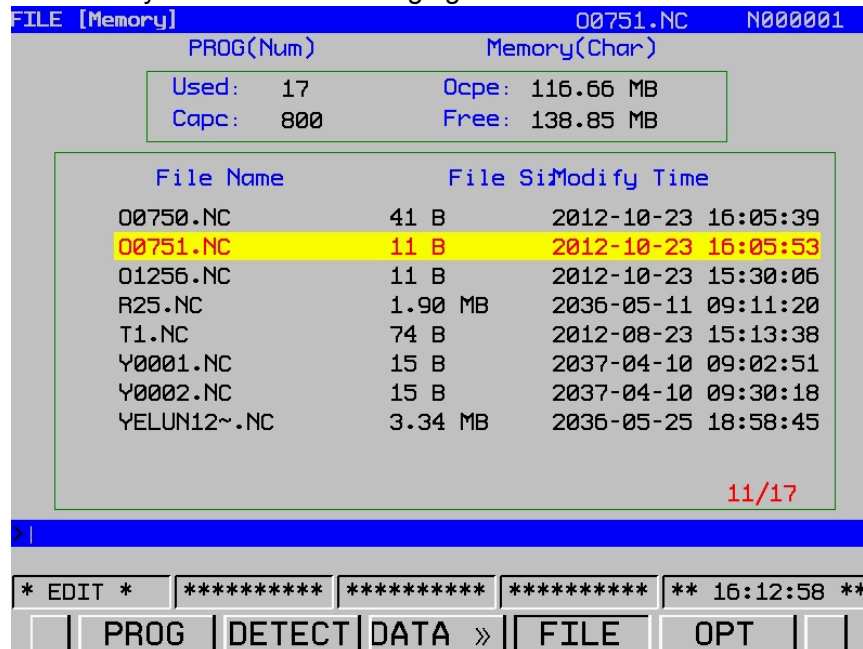 FILE [Memory] O0751.NC N000001
PROG(Num) Memory(Char)
Used: 17 Ocpe: 116.66 MB
Capc: 800 Free: 138.85 MB
File Name File Si Modify Time
O0750.NC 41 B 2012-10-23 16:05:39
O0751.NC 11 B 2012-10-23 16:05:53
O1256.NC 11 B 2012-10-23 15:30:06
R25.NC 1.90 MB 2036-05-11 09:11:20
T1.NC 74 B 2012-08-23 15:13:38
Y0001.NC 15 B 2037-04-10 09:02:51
Y0002.NC 15 B 2037-04-10 09:30:18
YELUN12~.NC 3.34 MB 2036-05-25 18:58:45
11/17
>|
* EDIT * ********** ********** ********** ** 16:12:58 **
PROG DETECT DATA » FILE OPT